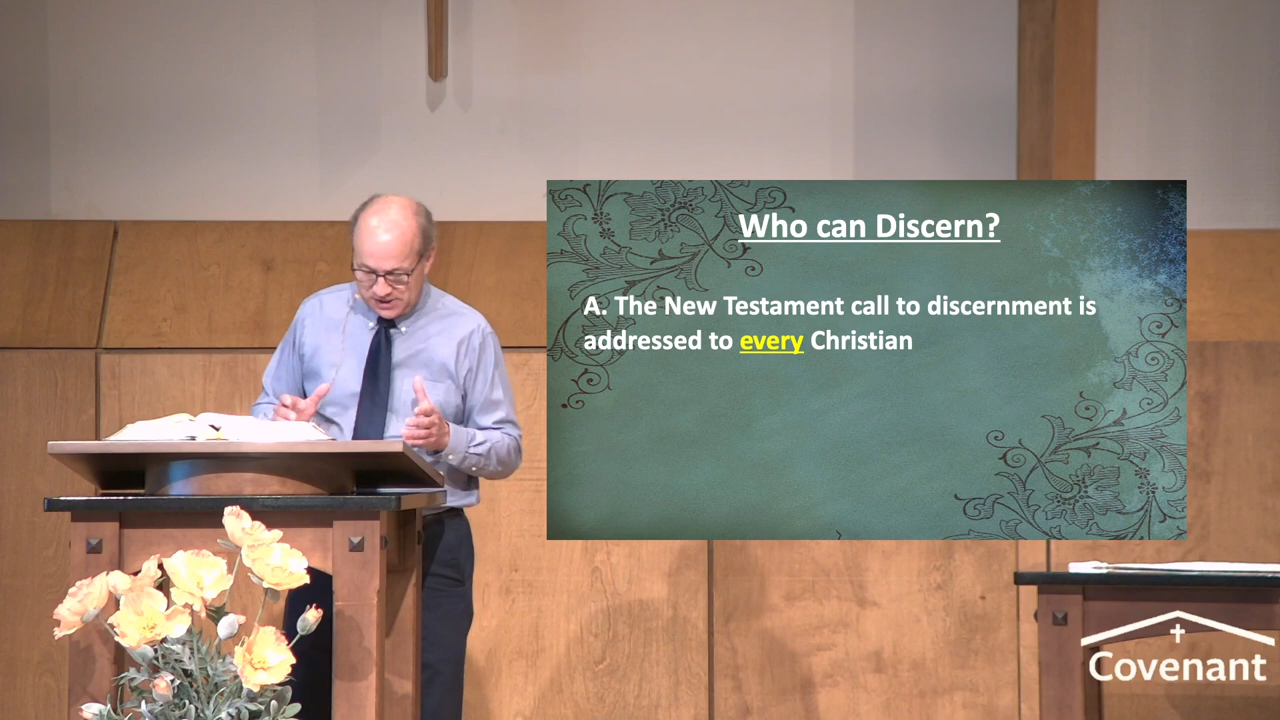 Who can Discern?
A. The New Testament call to discernment is
addressed to every Christian
Covenant